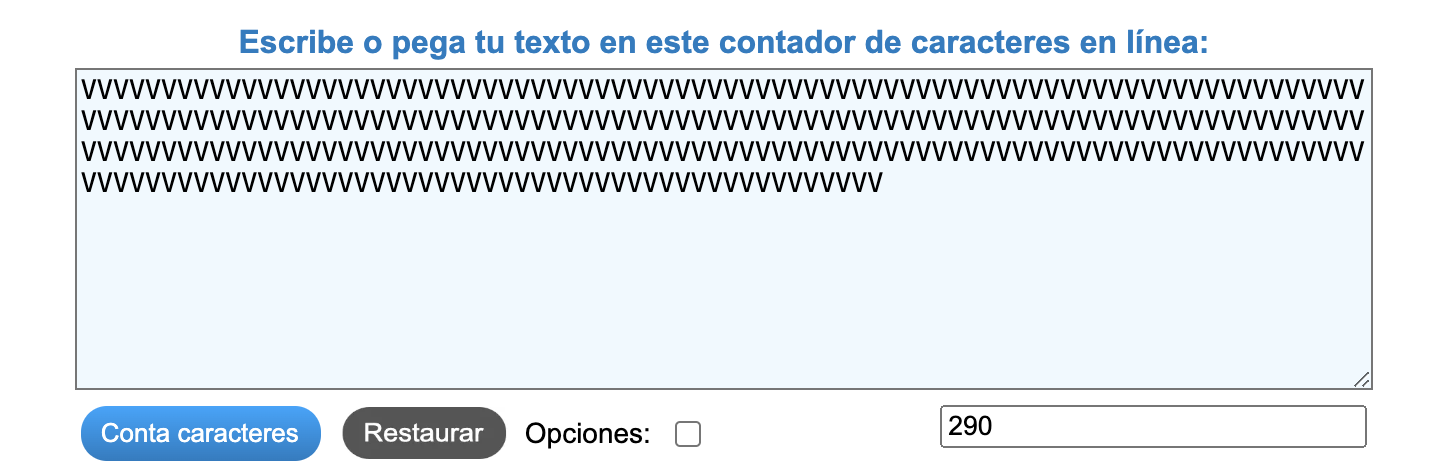 Escribe o pega tu texto en este contador de caracteres en línea:
VVVVVVVVVVVVVVVVVVVVVVVVVVVVVVVVVVVVVVVVVVVVVVVVVVVVVVVVVVVVVVVVVVVVVVVVVVVVVVVV
VVVVVVVVVVVVVVVVVVVVVVVVVVVVVVVVVVVVVVVVVVVVVVVVVVVVVVVVVVVVVVVVVVVVVVVVVVVVVVVV
VVVVVVVVVVVVVVVVVVVVVVVVVVVVVVVVVVVVVVVVVVVVVVVVVVVVVVVVVVVVVVVVVVVVVVVVVVVVVVVV
VVVVVVVVVVVVVVVVVVVVVVVVVVVVVVVVVVVVVVVVVVVVVVVVVV
Conta caracteres Restaurar Opciones: 290